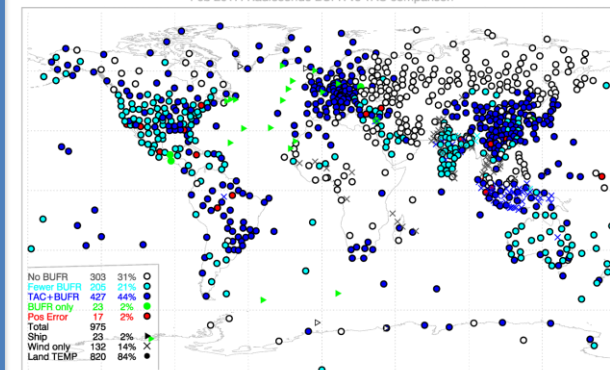 No BUFR 303 31%
Fewer BUFR 205 21%
TAC+BUFR 427 44%
BUFR only 23 2%
Pos Error 17 2%
Total 975
Ship 23 2%
Wind only 132 14%
Land TEMP 820 84%